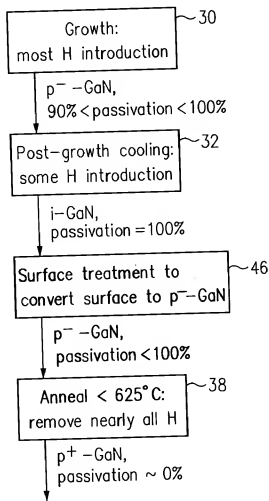 Growth:
most H introduction
30
p⁻ -GaN,
90%<passivation<100%
Post-growth cooling:
some H introduction
32
i-GaN,
passivation=100%
Surface treatment to
convert surface to p⁻-GaN
46
p⁻ -GaN,
passivation<100%
Anneal < 625°C:
remove nearly all H
38
p⁺ -GaN,
passivation ~ 0%